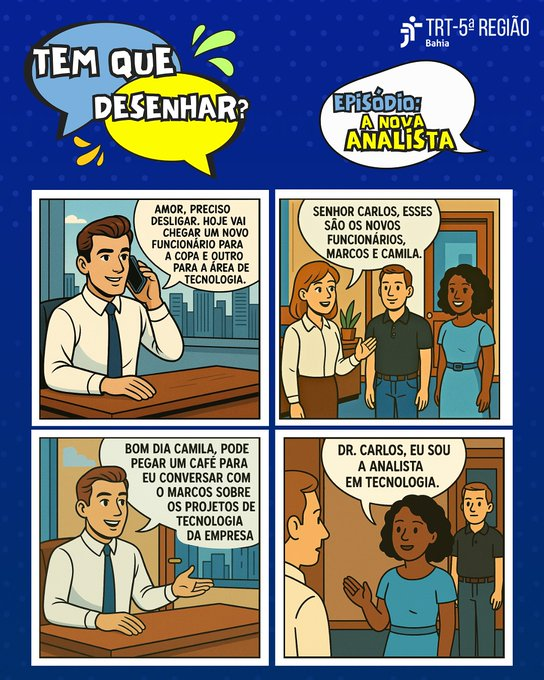 TEM QUE
DESENHAR?
TRT-5ª REGIÃO
Bahia
EPISÓDIO:
A NOVA
ANALISTA
AMOR, PRECISO
DESLIGAR. HOJE VAI
CHEGAR UM NOVO
FUNCIONÁRIO PARA
A COPA E OUTRO
PARA A ÁREA DE
TECNOLOGIA.
SENHOR CARLOS, ESSES
SÃO OS NOVOS
FUNCIONÁRIOS,
MARCOS E CAMILA.
BOM DIA CAMILA, PODE
PEGAR UM CAFÉ PARA
EU CONVERSAR COM
O MARCOS SOBRE
OS PROJETOS DE
TECNOLOGIA
DA EMPRESA
DR. CARLOS, EU SOU
A ANALISTA
EM TECNOLOGIA.